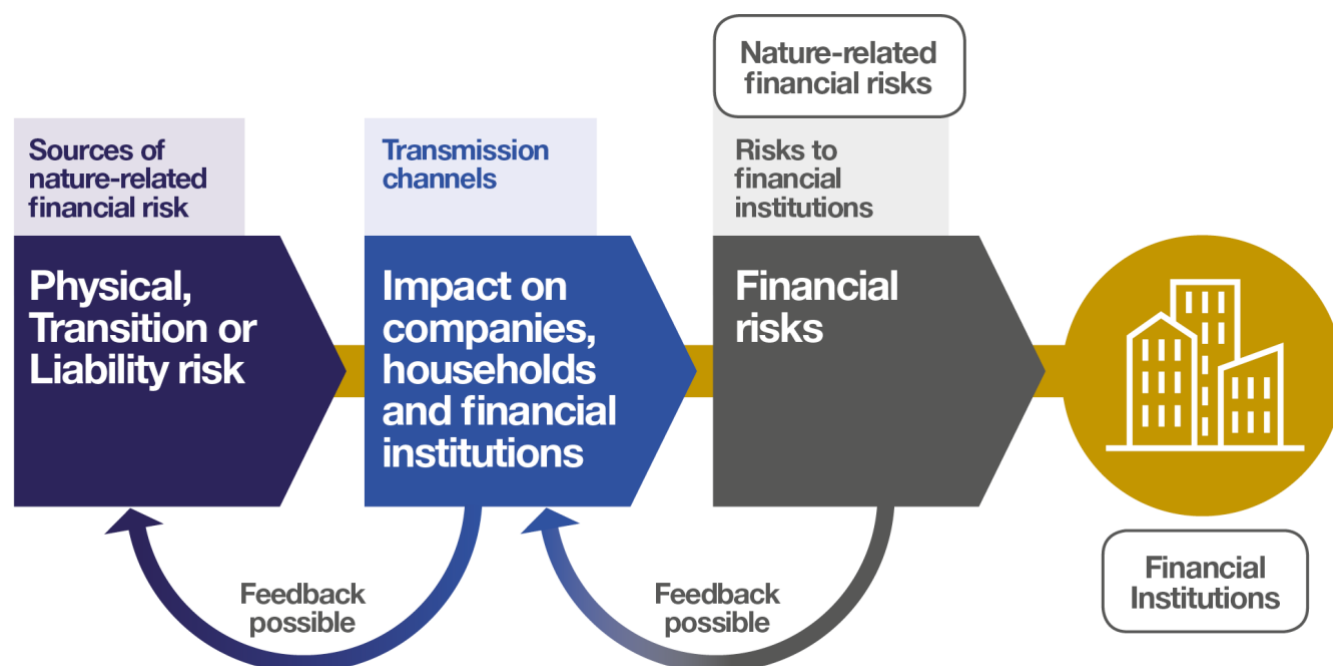 Nature-related
financial risks
Sources of
nature-related
financial risk
Transmission
channels
Risks to
financial
institutions
Physical,
Transition or
Liability risk
Impact on
companies,
households
and financial
institutions
Financial
risks
Feedback
possible
Feedback
possible
Financial
Institutions